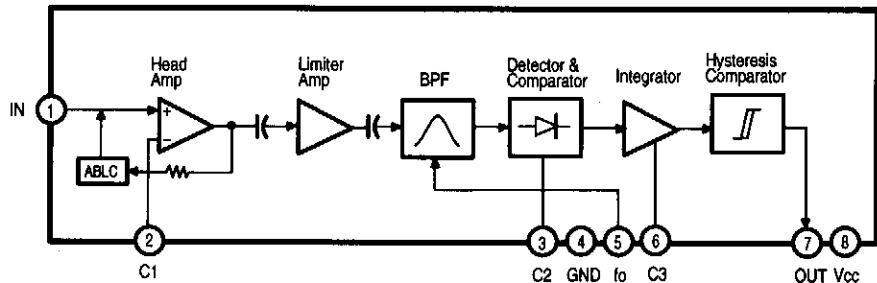 Head
Amp
Limiter
Amp
BPF
Detector &
Comparator
Integrator
Hysteresis
Comparator
IN
1
+
−
ABLC
2
3
4
5
6
7
8
C1
C2
GND
fo
C3
OUT
Vcc